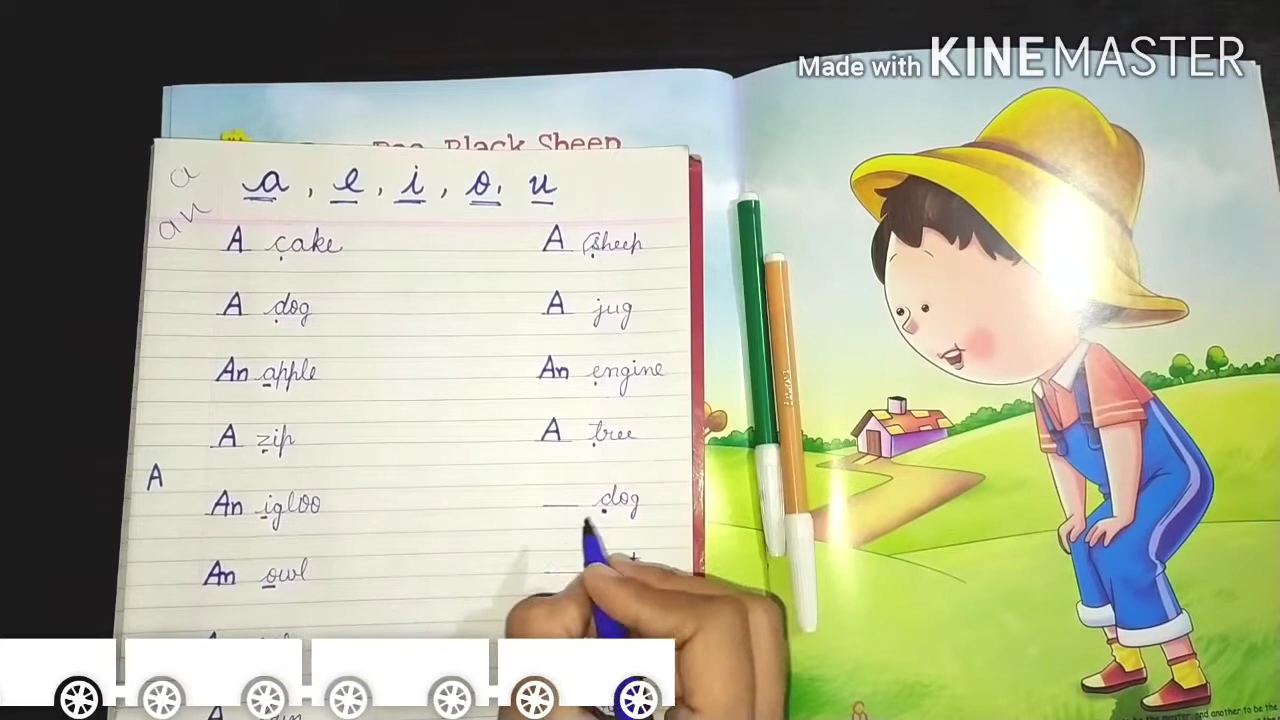 Made with KINEMASTER
Black Sheep
a
a, e, i, o, u
an
A cake A sheep
A dog A jug
An apple An engine
A zip A tree
A
An igloo ___ dog
An owl